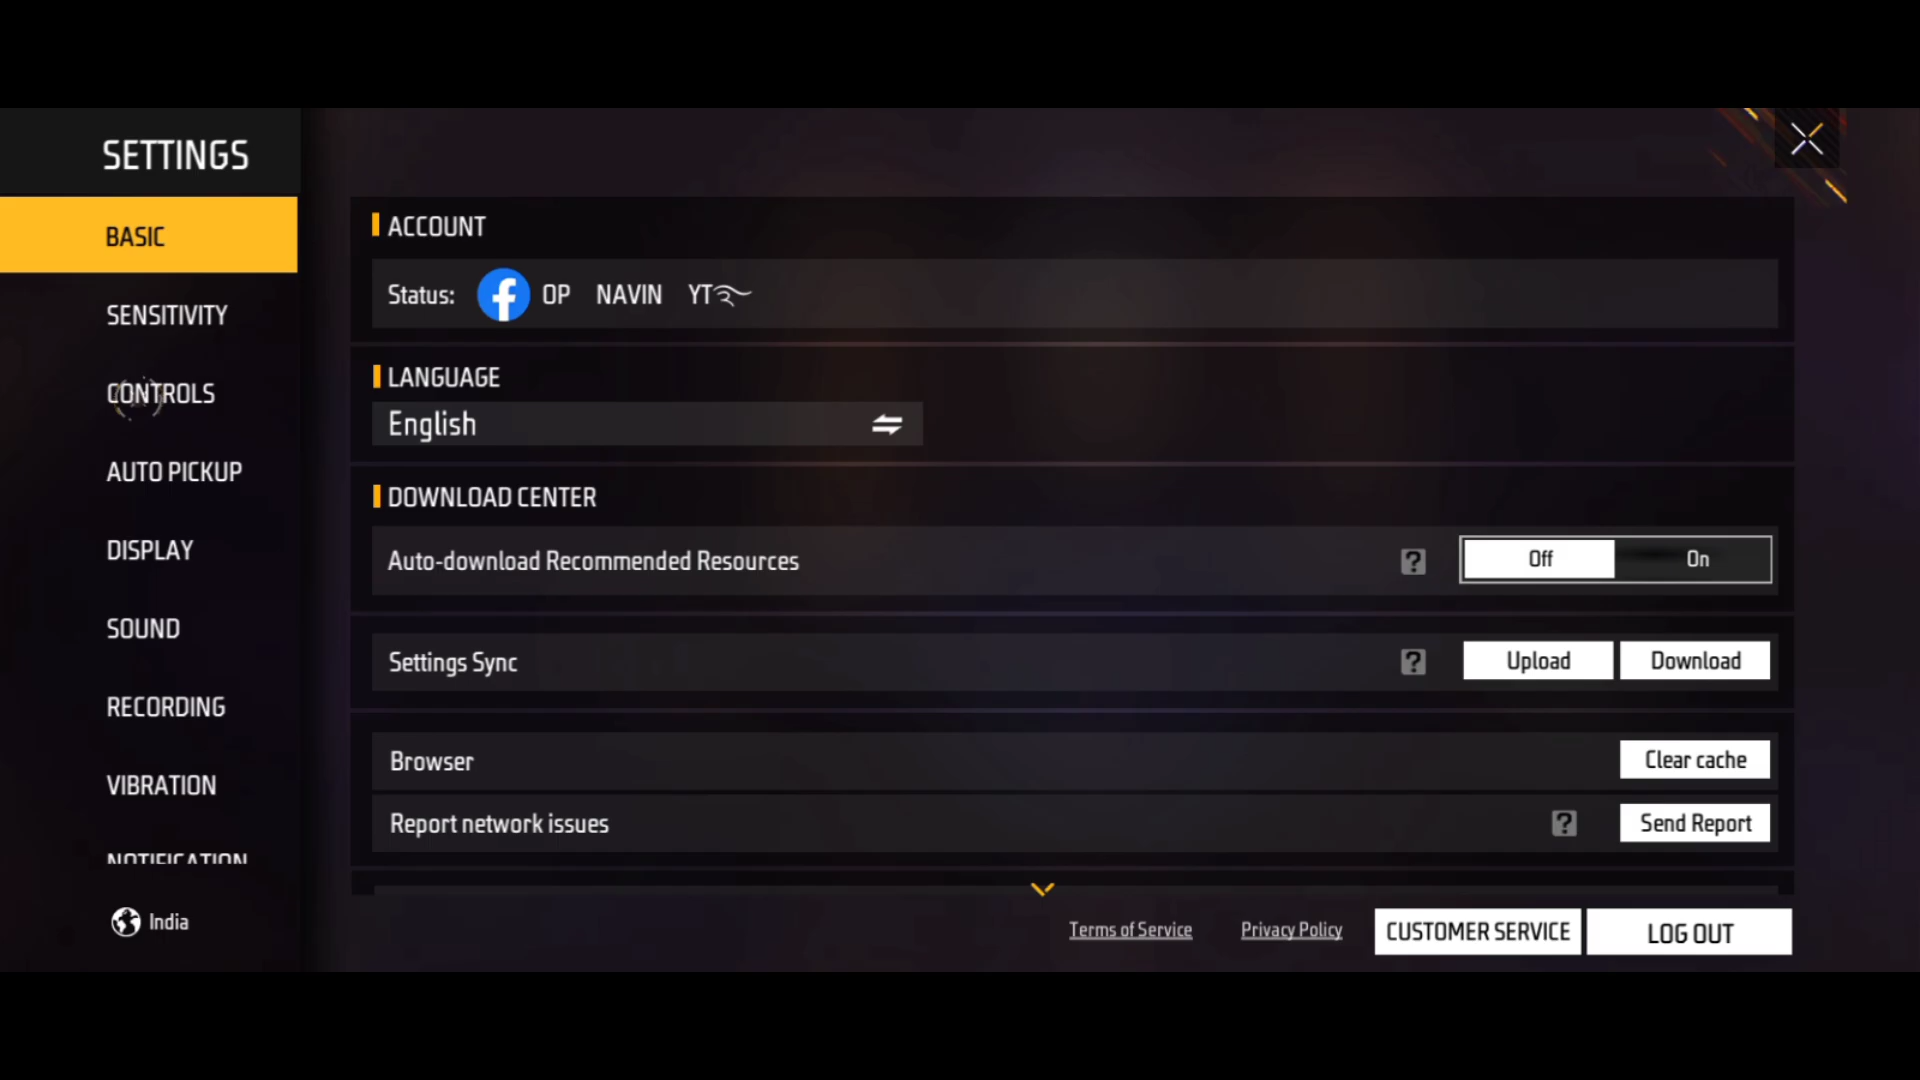 SETTINGS
BASIC
SENSITIVITY
CONTROLS
AUTO PICKUP
DISPLAY
SOUND
RECORDING
VIBRATION
NOTIFICATION
India
ACCOUNT
Status: OP NAVIN YT
LANGUAGE
English
DOWNLOAD CENTER
Auto-download Recommended Resources ? Off On
Settings Sync ? Upload Download
Browser Clear cache
Report network issues ? Send Report
Terms of Service Privacy Policy CUSTOMER SERVICE LOG OUT